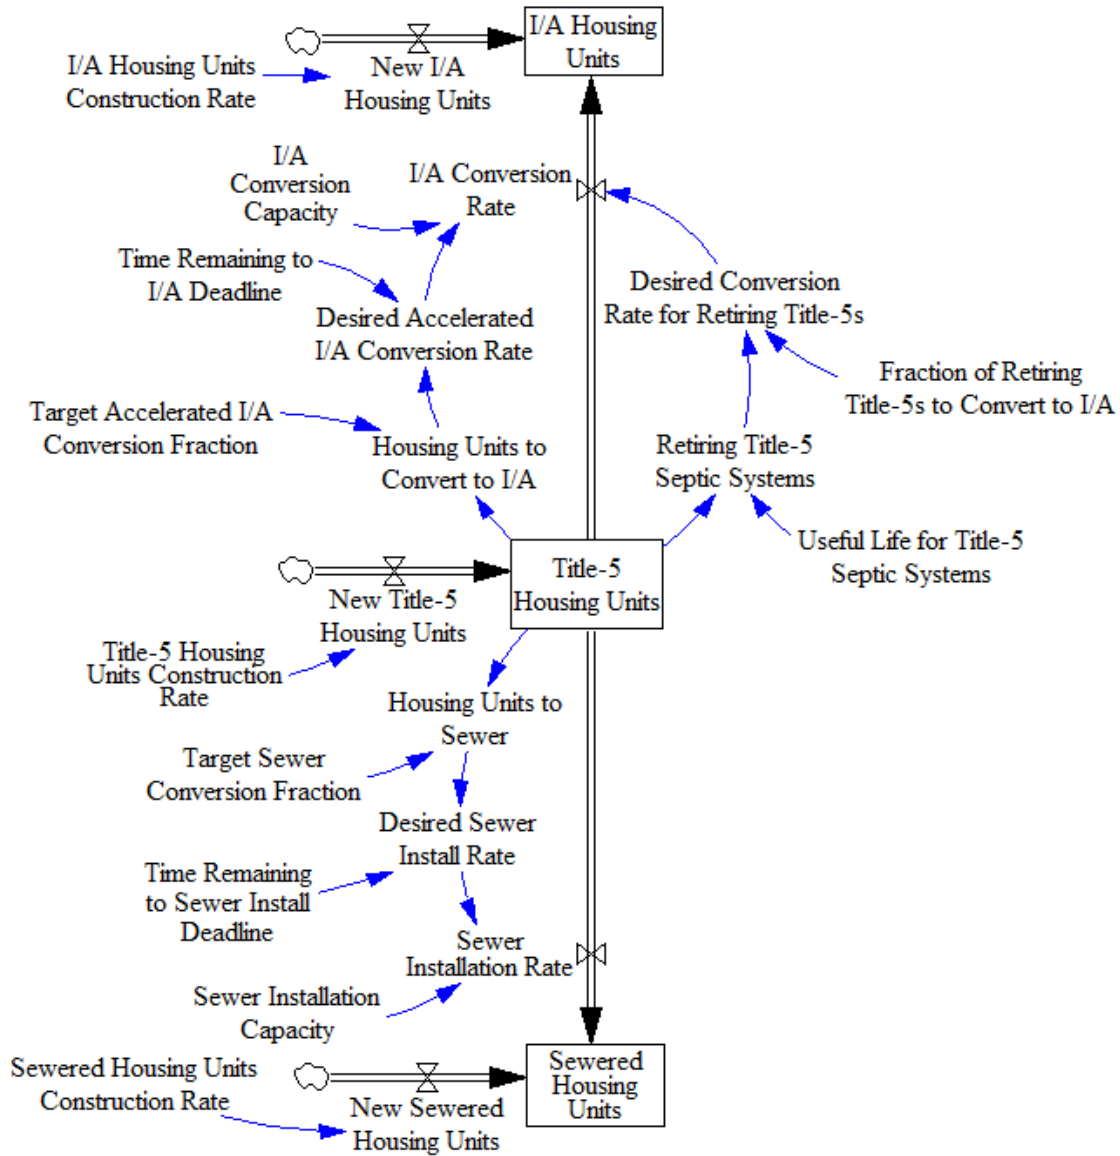 I/A Housing
Units
I/A Housing Units
Construction Rate
New I/A
Housing Units
I/A
Conversion
Capacity
I/A Conversion
Rate
Time Remaining to
I/A Deadline
Desired Accelerated
I/A Conversion Rate
Desired Conversion
Rate for Retiring Title-5s
Fraction of Retiring
Title-5s to Convert to I/A
Target Accelerated I/A
Conversion Fraction
Housing Units to
Convert to I/A
Retiring Title-5
Septic Systems
Useful Life for Title-5
Septic Systems
Title-5
Housing Units
New Title-5
Housing Units
Title-5 Housing
Units Construction
Rate
Housing Units to
Sewer
Target Sewer
Conversion Fraction
Desired Sewer
Install Rate
Time Remaining
to Sewer Install
Deadline
Sewer
Installation Rate
Sewer Installation
Capacity
Sewered Housing Units
Construction Rate
New Sewered
Housing Units
Sewered
Housing
Units